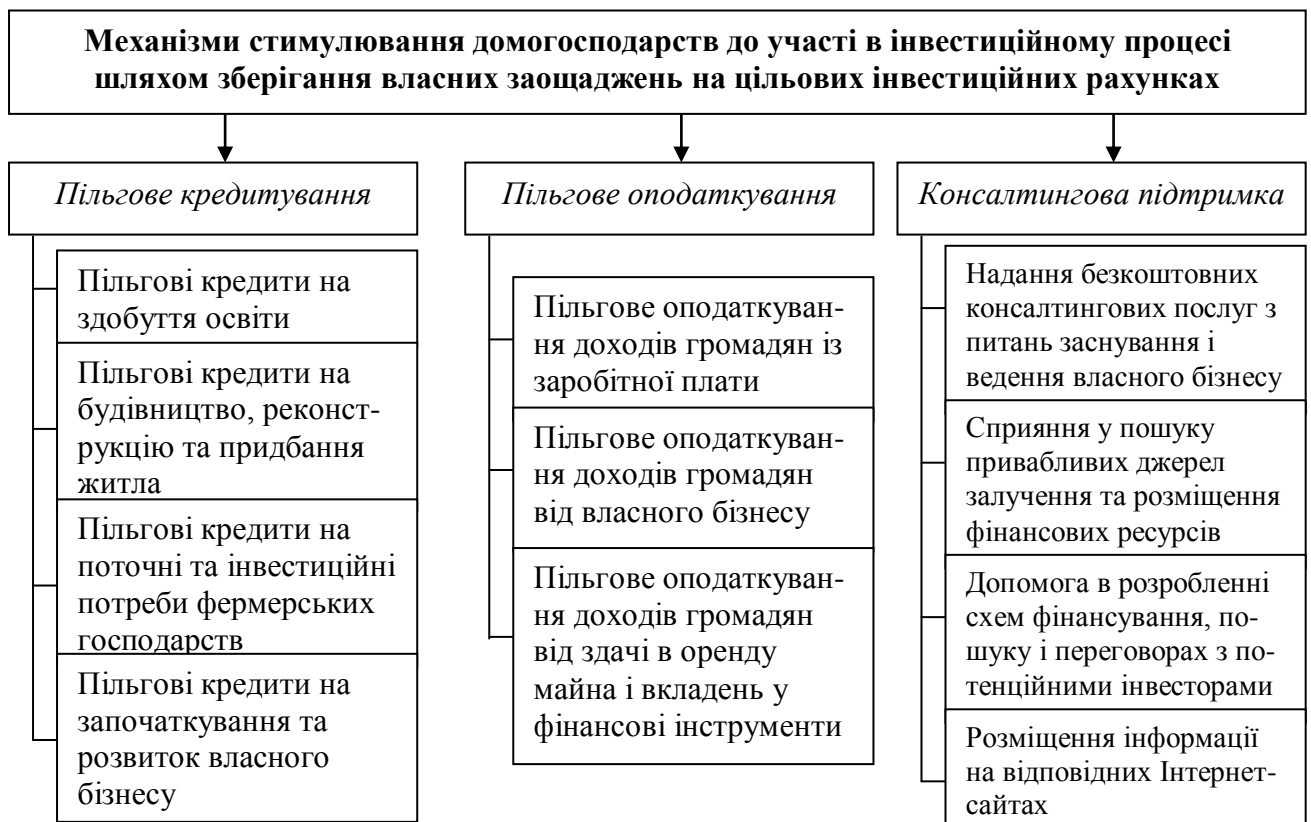 Механізми стимулювання домогосподарств до участі в інвестиційному процесі
шляхом зберігання власних заощаджень на цільових інвестиційних рахунках
Пільгове кредитування
Пільгові кредити на
здобуття освіти
Пільгові кредити на
будівництво, реконст-
рукцію та придбання
житла
Пільгові кредити на
поточні та інвестиційні
потреби фермерських
господарств
Пільгові кредити на
започаткування та
розвиток власного
бізнесу
Пільгове оподаткування
Пільгове оподаткуван-
ня доходів громадян із
заробітної плати
Пільгове оподаткуван-
ня доходів громадян
від власного бізнесу
Пільгове оподаткуван-
ня доходів громадян
від здачі в оренду
майна і вкладень у
фінансові інструменти
Консалтингова підтримка
Надання безкоштовних
консалтингових послуг з
питань заснування і
ведення власного бізнесу
Сприяння у пошуку
привабливих джерел
залучення та розміщення
фінансових ресурсів
Допомога в розробленні
схем фінансування, по-
шуку і переговорах з по-
тенційними інвесторами
Розміщення інформації
на відповідних Інтернет-
сайтах